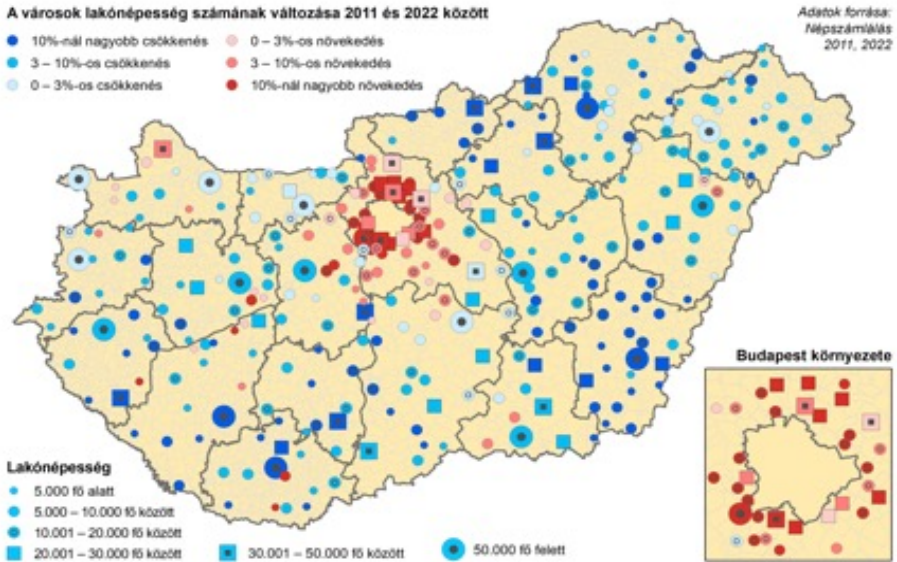 A városok lakónépesség számának változása 2011 és 2022 között
10%-nál nagyobb csökkenés
3 – 10%-os csökkenés
0 – 3%-os csökkenés
0 – 3%-os növekedés
3 – 10%-os növekedés
10%-nál nagyobb növekedés
Adatok forrása:
Népszámlálás
2011, 2022
Budapest környezete
Lakónépesség
5.000 fő alatt
5.000 – 10.000 fő között
10.001 – 20.000 fő között
20.001 – 30.000 fő között
30.001 – 50.000 fő között
50.000 fő felett